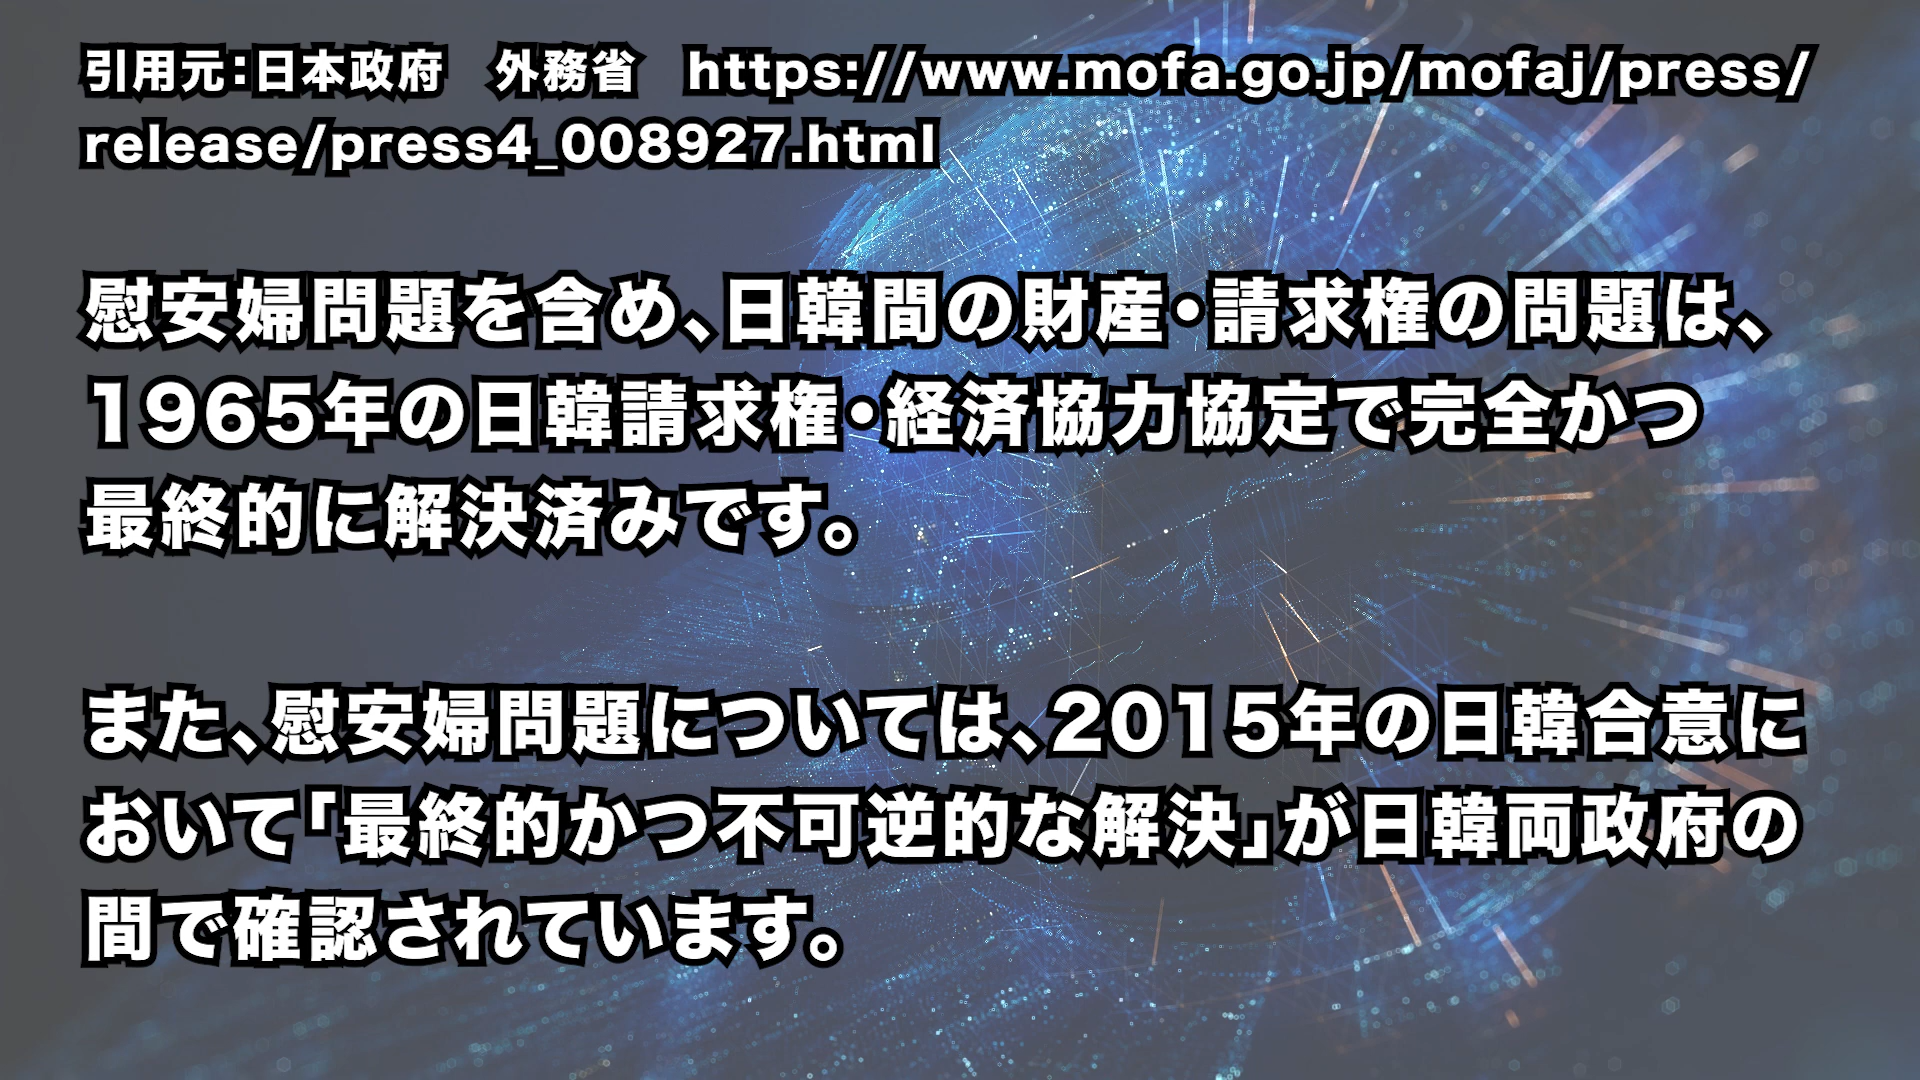 引用元：日本政府　外務省　https://www.mofa.go.jp/mofaj/press/
release/press4_008927.html
慰安婦問題を含め、日韓間の財産・請求権の問題は、
1965年の日韓請求権・経済協力協定で完全かつ
最終的に解決済みです。
また、慰安婦問題については、2015年の日韓合意に
おいて「最終的かつ不可逆的な解決」が日韓両政府の
間で確認されています。